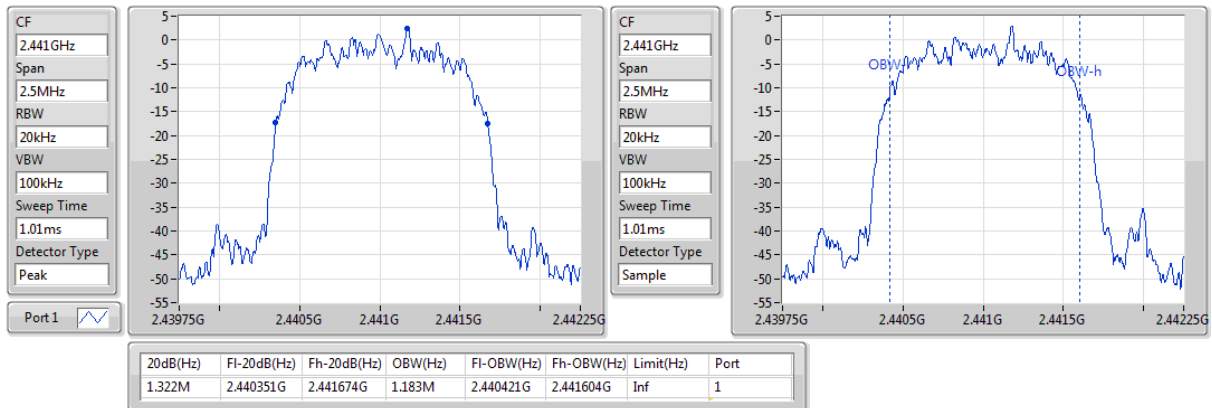 CF
2.441GHz
Span
2.5MHz
RBW
20kHz
VBW
100kHz
Sweep Time
1.01ms
Detector Type
Peak
Port 1
5-
0-
-5-
-10-
-15-
-20-
-25-
-30-
-35-
-40-
-45-
-50-
-55-
2.43975G 2.4405G 2.441G 2.4415G 2.44225G
CF
2.441GHz
Span
2.5MHz
RBW
20kHz
VBW
100kHz
Sweep Time
1.01ms
Detector Type
Sample
5-
0-
-5-
-10-
-15-
-20-
-25-
-30-
-35-
-40-
-45-
-50-
-55-
OBW-
OBW-h
2.43975G 2.4405G 2.441G 2.4415G 2.44225G
20dB(Hz) Fl-20dB(Hz) Fh-20dB(Hz) OBW(Hz) Fl-OBW(Hz) Fh-OBW(Hz) Limit(Hz) Port
1.322M 2.440351G 2.441674G 1.183M 2.440421G 2.441604G Inf 1